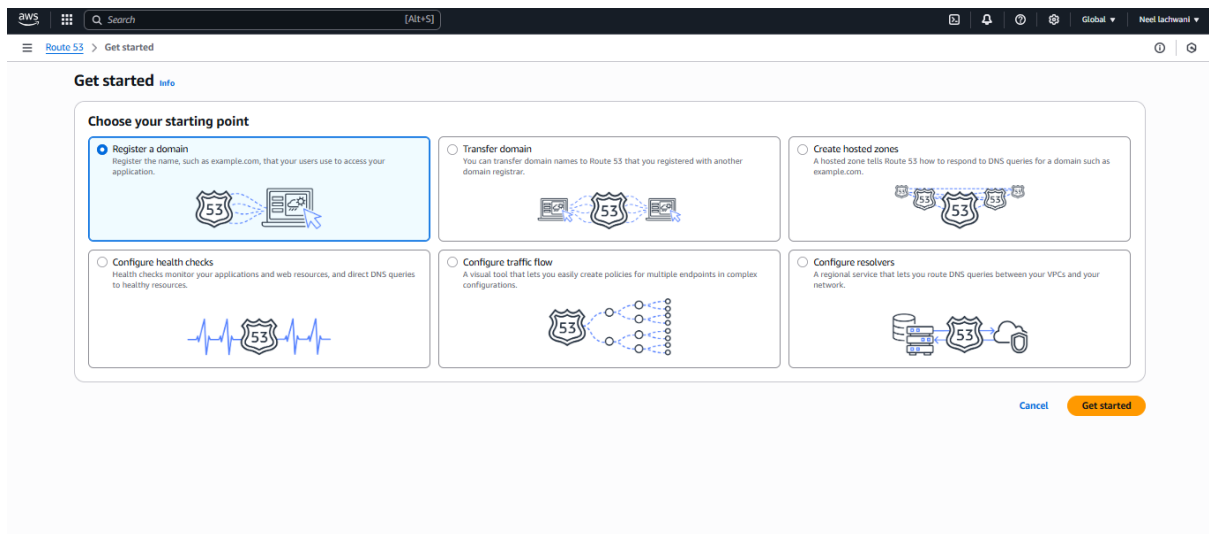 aws
Search
[Alt+S]
Global
Neel lachwani
Route 53 > Get started
Get started Info
Choose your starting point
Register a domain
Register the name, such as example.com, that your users use to access your
application.
53
Transfer domain
You can transfer domain names to Route 53 that you registered with another
domain registrar.
53
Create hosted zones
A hosted zone tells Route 53 how to respond to DNS queries for a domain such as
example.com.
53 53 53 53 53
Configure health checks
Health checks monitor your applications and web resources, and direct DNS queries
to healthy resources.
53
Configure traffic flow
A visual tool that lets you easily create policies for multiple endpoints in complex
configurations.
53
Configure resolvers
A regional service that lets you route DNS queries between your VPCs and your
network.
53
Cancel
Get started